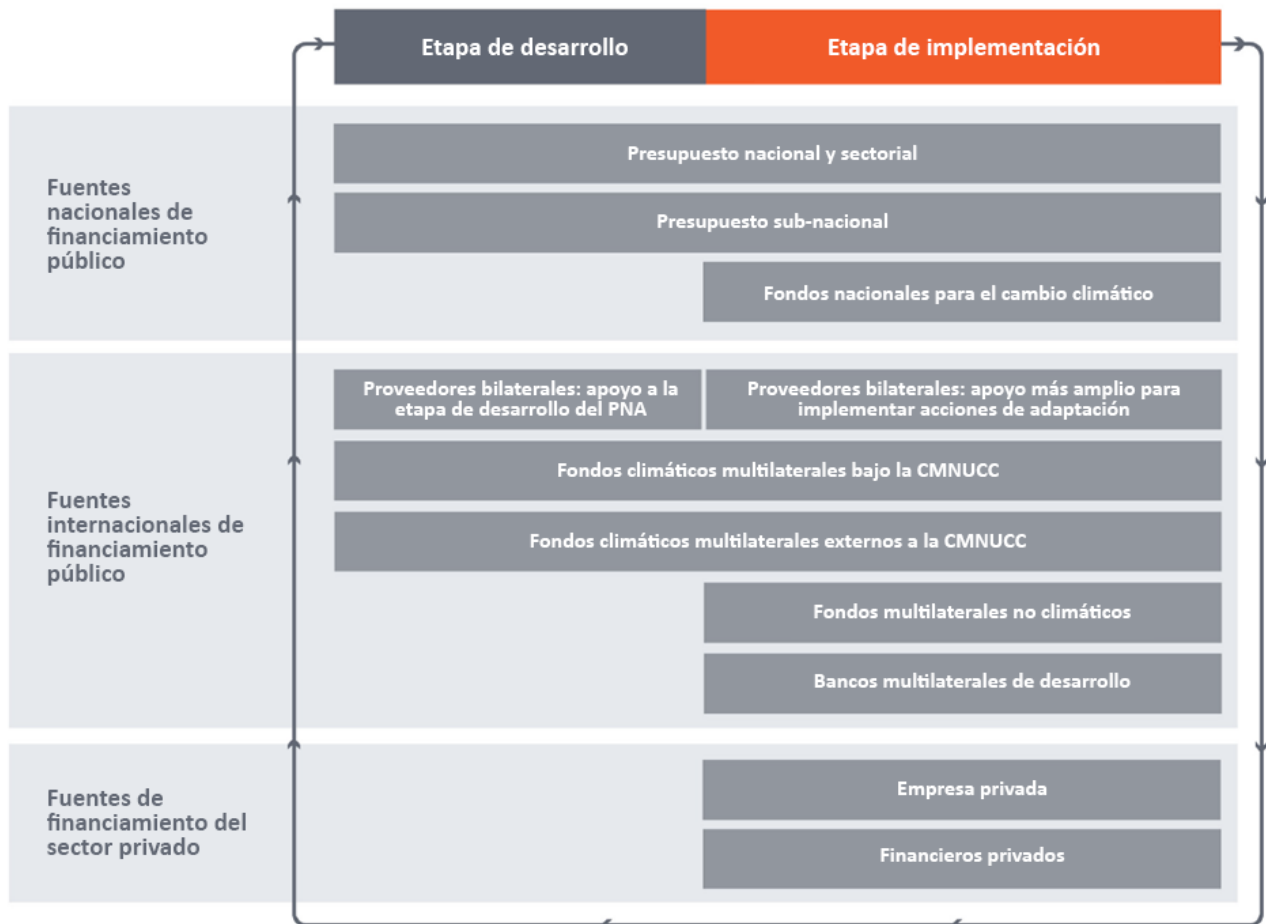 Etapa de desarrollo
Etapa de implementación
Fuentes
nacionales de
financiamiento
público
Presupuesto nacional y sectorial
Presupuesto sub-nacional
Fondos nacionales para el cambio climático
Fuentes
internacionales de
financiamiento
público
Proveedores bilaterales: apoyo a la
etapa de desarrollo del PNA
Proveedores bilaterales: apoyo más amplio para
implementar acciones de adaptación
Fondos climáticos multilaterales bajo la CMNUCC
Fondos climáticos multilaterales externos a la CMNUCC
Fondos multilaterales no climáticos
Bancos multilaterales de desarrollo
Fuentes de
financiamiento del
sector privado
Empresa privada
Financieros privados